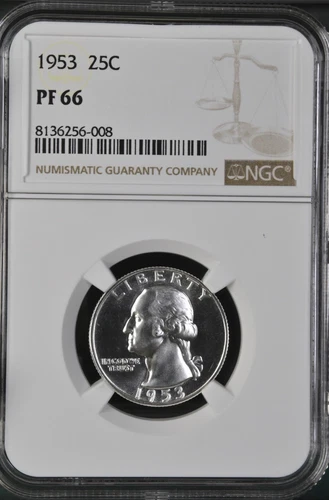 1953 25C
PF 66
8136256-008
NUMISMATIC GUARANTY COMPANY
NGC®
LIBERTY
IN GOD WE
TRUST
1953